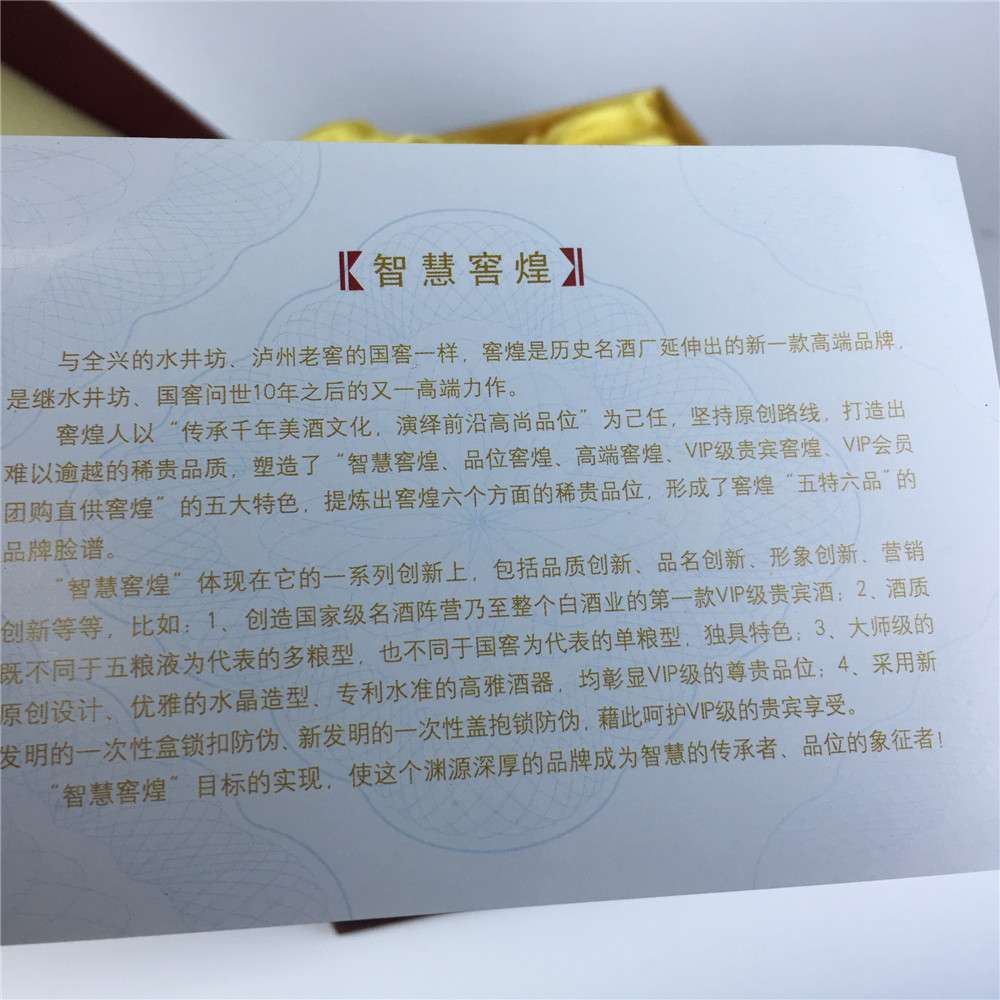 【智慧窖煌】
与全兴的水井坊、泸州老窖的国窖一样，窖煌是历史名酒厂延伸出的新一款高端品牌，
是继水井坊、国窖问世10年之后的又一高端力作。
窖煌人以“传承千年美酒文化，演绎前沿高尚品位”为己任，坚持原创路线，打造出
难以逾越的稀贵品质，塑造了“智慧窖煌、品位窖煌、高端窖煌、VIP级贵宾窖煌、VIP会员
团购直供窖煌”的五大特色，提炼出窖煌六个方面的稀贵品位，形成了窖煌“五特六品”的
品牌脸谱。
“智慧窖煌”体现在它的一系列创新上，包括品质创新、品名创新、形象创新、营销
创新等等，比如：1、创造国家级名酒阵营乃至整个白酒业的第一款VIP级贵宾酒；2、酒质
既不同于五粮液为代表的多粮型，也不同于国窖为代表的单粮型，独具特色；3、大师级的
原创设计、优雅的水晶造型、专利水准的高雅酒器，均彰显VIP级的尊贵品位；4、采用新
发明的一次性盒锁扣防伪、新发明的一次性盖抱锁防伪，藉此呵护VIP级的贵宾享受。
“智慧窖煌”目标的实现，使这个渊源深厚的品牌成为智慧的传承者、品位的象征者！